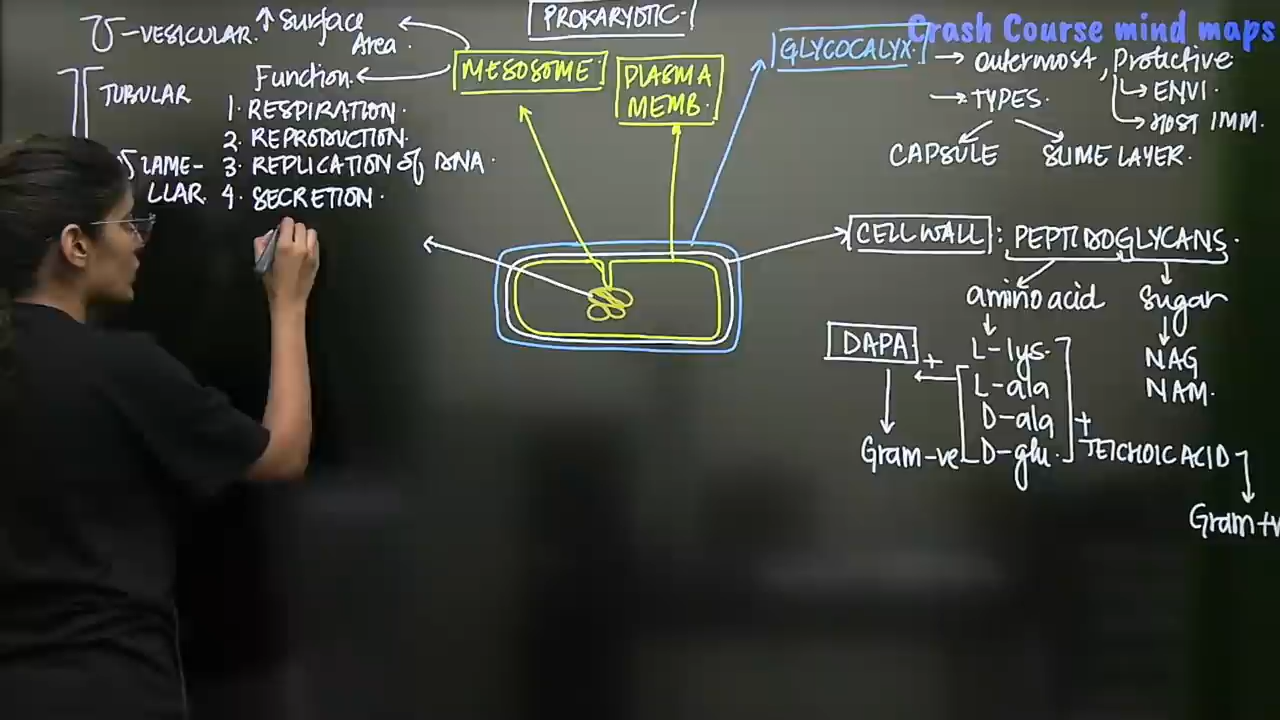 Crash Course mind maps
PROKARYOTIC.
VESICULAR. ↑ Surface
Area.
TUBULAR
LAME-
LLAR.
MESOSOME:
Function.
1. RESPIRATION.
2. REPRODUCTION.
3. REPLICATION of DNA.
4. SECRETION.
PLASMA
MEMB.
GLYCOCALYX. → outermost, Protective
↳ ENVI.
↳ HOST IMM.
→ TYPES.
CAPSULE SLIME LAYER.
CELL WALL : PEPTIDOGLYCANS.
amino acid sugar
L-lys.
L-ala
D-ala
D-glu.
NAG
NAM.
DAPA +
Gram-ve
+ TEICHOIC ACID
Gram+v